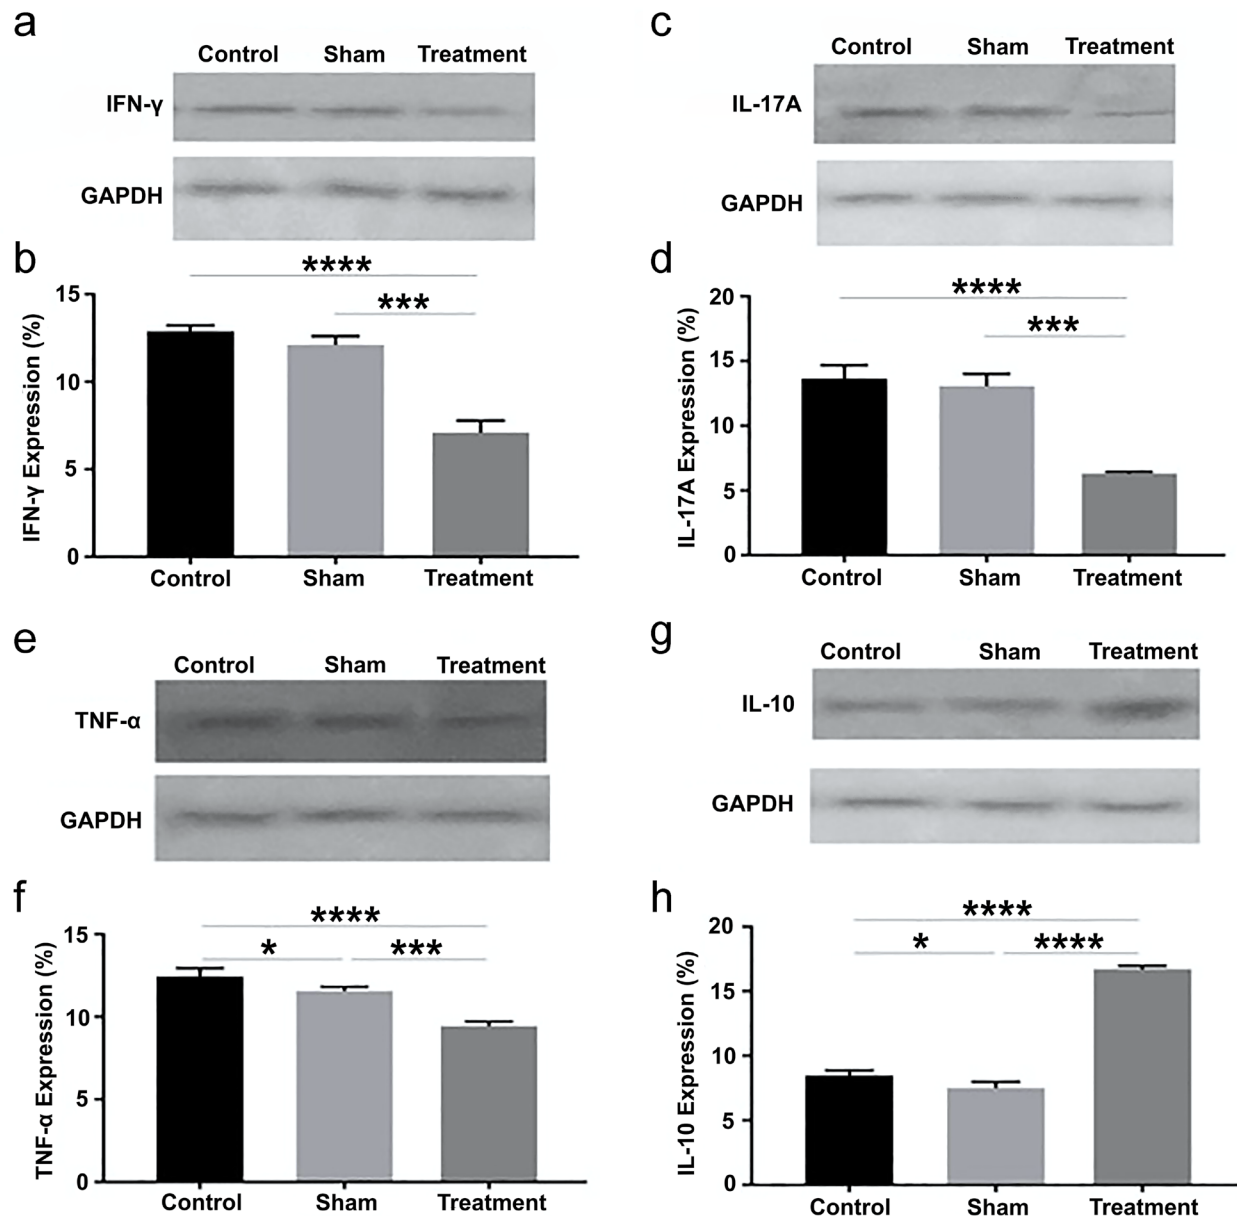 a
Control Sham Treatment
IFN-γ
GAPDH
b
****
***
IFN-γ Expression (%)
15
10
5
0
Control Sham Treatment
c
Control Sham Treatment
IL-17A
GAPDH
d
****
***
IL-17A Expression (%)
20
15
10
5
0
Control Sham Treatment
e
Control Sham Treatment
TNF-α
GAPDH
f
****
* ***
TNF-α Expression (%)
15
10
5
0
Control Sham Treatment
g
Control Sham Treatment
IL-10
GAPDH
h
****
* ****
IL-10 Expression (%)
20
15
10
5
0
Control Sham Treatment